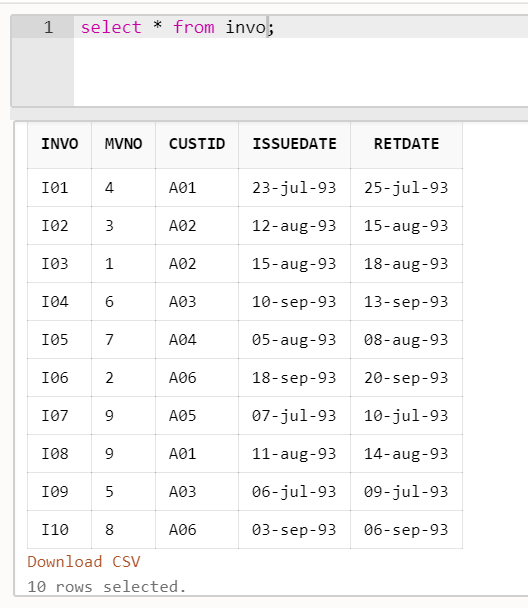 1 select * from invo;
INVO MVNO CUSTID ISSUEDATE RETDATE
I01 4 A01 23-jul-93 25-jul-93
I02 3 A02 12-aug-93 15-aug-93
I03 1 A02 15-aug-93 18-aug-93
I04 6 A03 10-sep-93 13-sep-93
I05 7 A04 05-aug-93 08-aug-93
I06 2 A06 18-sep-93 20-sep-93
I07 9 A05 07-jul-93 10-jul-93
I08 9 A01 11-aug-93 14-aug-93
I09 5 A03 06-jul-93 09-jul-93
I10 8 A06 03-sep-93 06-sep-93
Download CSV
10 rows selected.